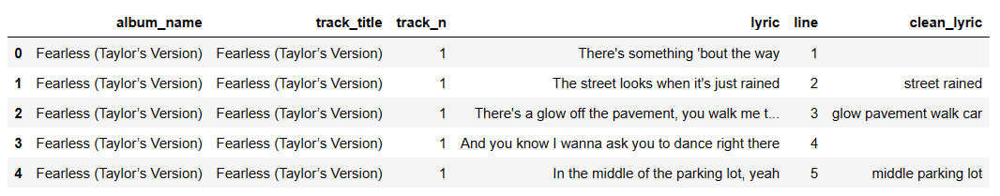 album_name track_title track_n lyric line clean_lyric
0 Fearless (Taylor’s Version) Fearless (Taylor’s Version) 1 There's something 'bout the way 1
1 Fearless (Taylor’s Version) Fearless (Taylor’s Version) 1 The street looks when it's just rained 2 street rained
2 Fearless (Taylor’s Version) Fearless (Taylor’s Version) 1 There's a glow off the pavement, you walk me t... 3 glow pavement walk car
3 Fearless (Taylor’s Version) Fearless (Taylor’s Version) 1 And you know I wanna ask you to dance right there 4
4 Fearless (Taylor’s Version) Fearless (Taylor’s Version) 1 In the middle of the parking lot, yeah 5 middle parking lot